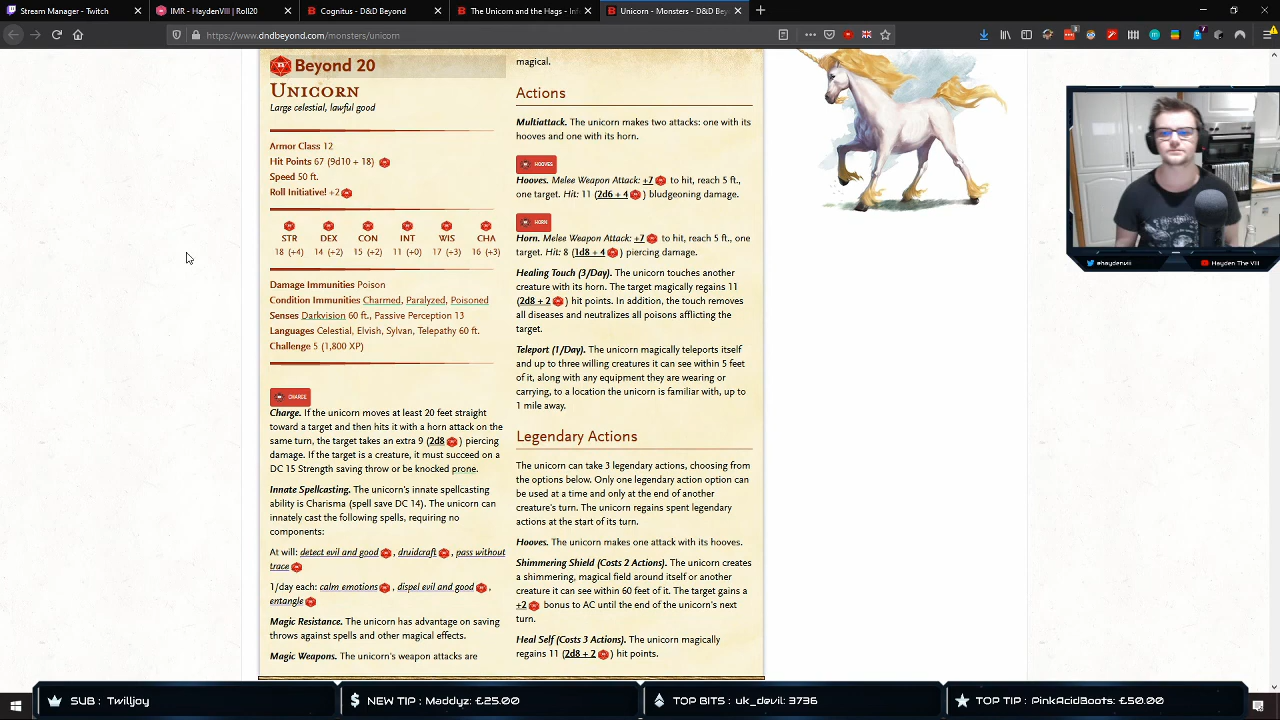 Stream Manager - Twitch
IMR - HaydenVIII | Roll20
Cognitus - D&D Beyond
The Unicorn and the Hags - Inf
Unicorn - Monsters - D&D Bey
https://www.dndbeyond.com/monsters/unicorn
Beyond 20
Unicorn
Large celestial, lawful good
Armor Class 12
Hit Points 67 (9d10 + 18)
Speed 50 ft.
Roll Initiative! +2
STR DEX CON INT WIS CHA
18 (+4) 14 (+2) 15 (+2) 11 (+0) 17 (+3) 16 (+3)
Damage Immunities Poison
Condition Immunities Charmed, Paralyzed, Poisoned
Senses Darkvision 60 ft., Passive Perception 13
Languages Celestial, Elvish, Sylvan, Telepathy 60 ft.
Challenge 5 (1,800 XP)
CHARGE
Charge. If the unicorn moves at least 20 feet straight
toward a target and then hits it with a horn attack on the
same turn, the target takes an extra 9 (2d8) piercing
damage. If the target is a creature, it must succeed on a
DC 15 Strength saving throw or be knocked prone.
Innate Spellcasting. The unicorn's innate spellcasting
ability is Charisma (spell save DC 14). The unicorn can
innately cast the following spells, requiring no
components:
At will: detect evil and good, druidcraft, pass without
trace
1/day each: calm emotions, dispel evil and good,
entangle
Magic Resistance. The unicorn has advantage on saving
throws against spells and other magical effects.
Magic Weapons. The unicorn's weapon attacks are
magical.
Actions
Multiattack. The unicorn makes two attacks: one with its
hooves and one with its horn.
HOOVES
Hooves. Melee Weapon Attack: +7 to hit, reach 5 ft.,
one target. Hit: 11 (2d6 + 4) bludgeoning damage.
HORN
Horn. Melee Weapon Attack: +7 to hit, reach 5 ft., one
target. Hit: 8 (1d8 + 4) piercing damage.
Healing Touch (3/Day). The unicorn touches another
creature with its horn. The target magically regains 11
(2d8 + 2) hit points. In addition, the touch removes
all diseases and neutralizes all poisons afflicting the
target.
Teleport (1/Day). The unicorn magically teleports itself
and up to three willing creatures it can see within 5 feet
of it, along with any equipment they are wearing or
carrying, to a location the unicorn is familiar with, up to
1 mile away.
Legendary Actions
The unicorn can take 3 legendary actions, choosing from
the options below. Only one legendary action option can
be used at a time and only at the end of another
creature's turn. The unicorn regains spent legendary
actions at the start of its turn.
Hooves. The unicorn makes one attack with its hooves.
Shimmering Shield (Costs 2 Actions). The unicorn creates
a shimmering, magical field around itself or another
creature it can see within 60 feet of it. The target gains a
+2 bonus to AC until the end of the unicorn's next
turn.
Heal Self (Costs 3 Actions). The unicorn magically
regains 11 (2d8 + 2) hit points.
@haydenviii
Hayden The VIII
SUB : Twilljoy
NEW TIP : Maddyz: £25.00
TOP BITS : uk_devil: 3736
TOP TIP : PinkAcidBoots: £50.00